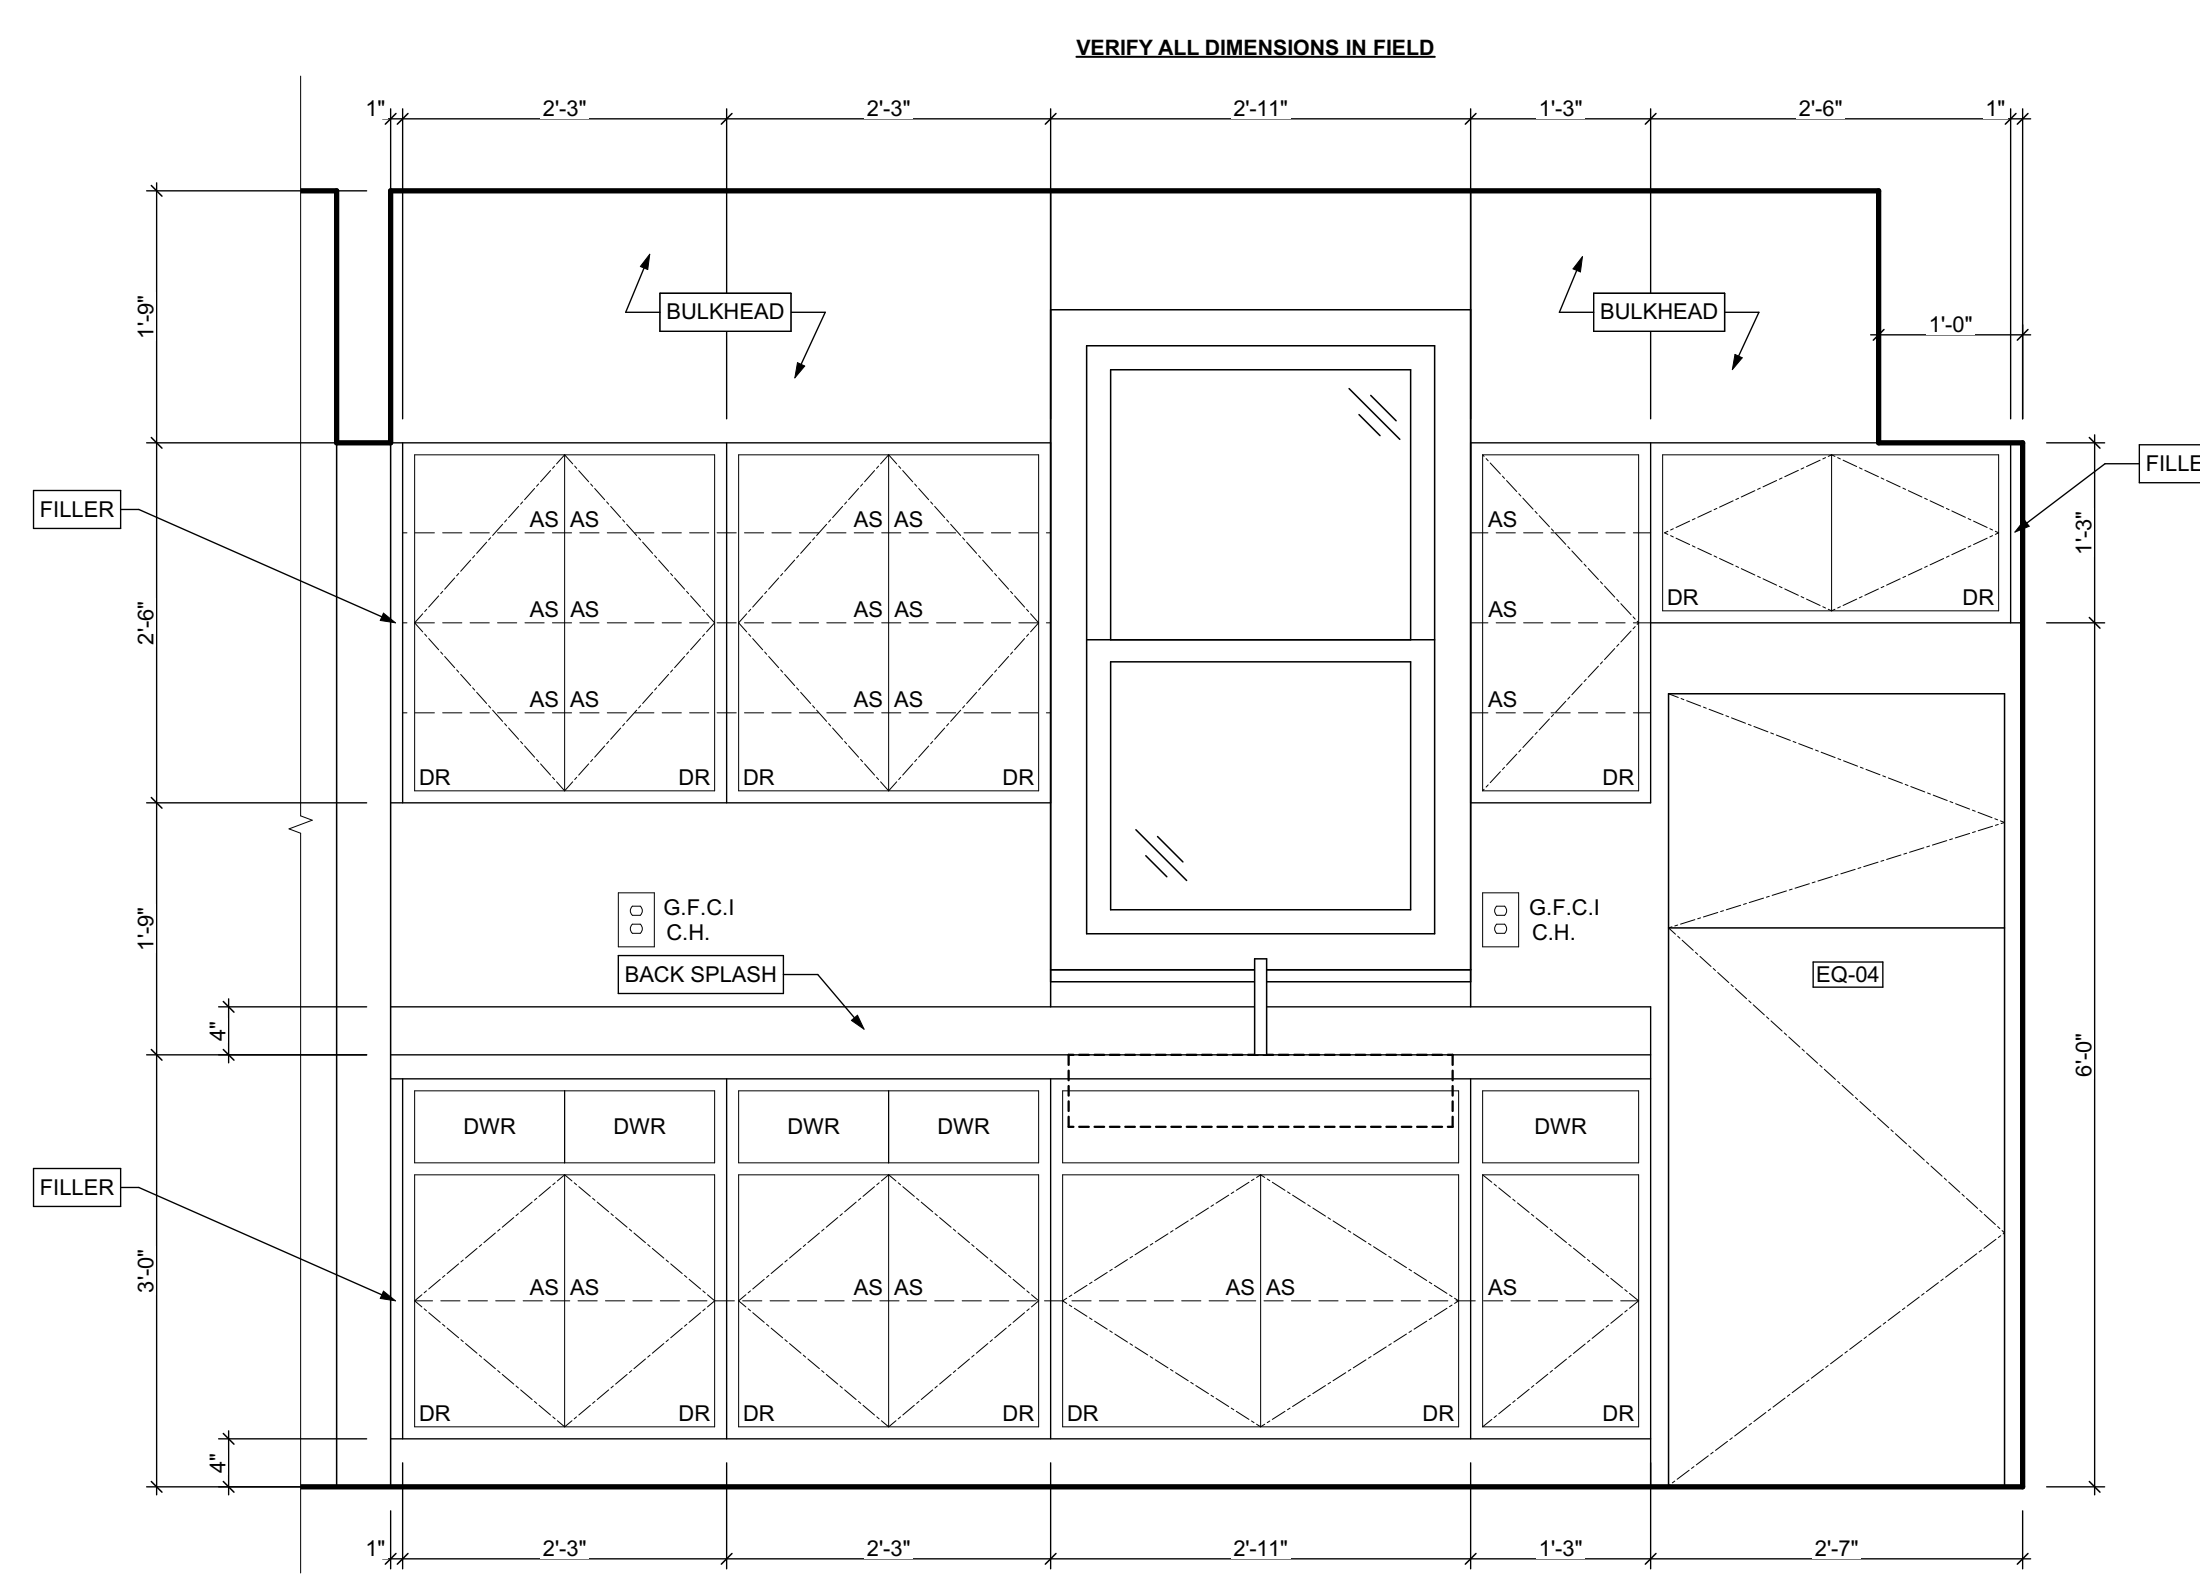 VERIFY ALL DIMENSIONS IN FIELD
1" 2'-3" 2'-3" 2'-11" 1'-3" 2'-6" 1"
1'-9" BULKHEAD BULKHEAD 1'-0"
FILLER FILLE
AS AS AS AS AS 1'-3"
2'-6" AS AS AS AS AS DR DR
AS AS AS AS AS
DR DR DR DR DR
1'-9" G.F.C.I G.F.C.I
C.H. C.H.
BACK SPLASH EQ-04
4" 6'-0"
DWR DWR DWR DWR DWR
FILLER
3'-0" AS AS AS AS AS AS AS
DR DR DR DR DR DR DR
4"
1" 2'-3" 2'-3" 2'-11" 1'-3" 2'-7"